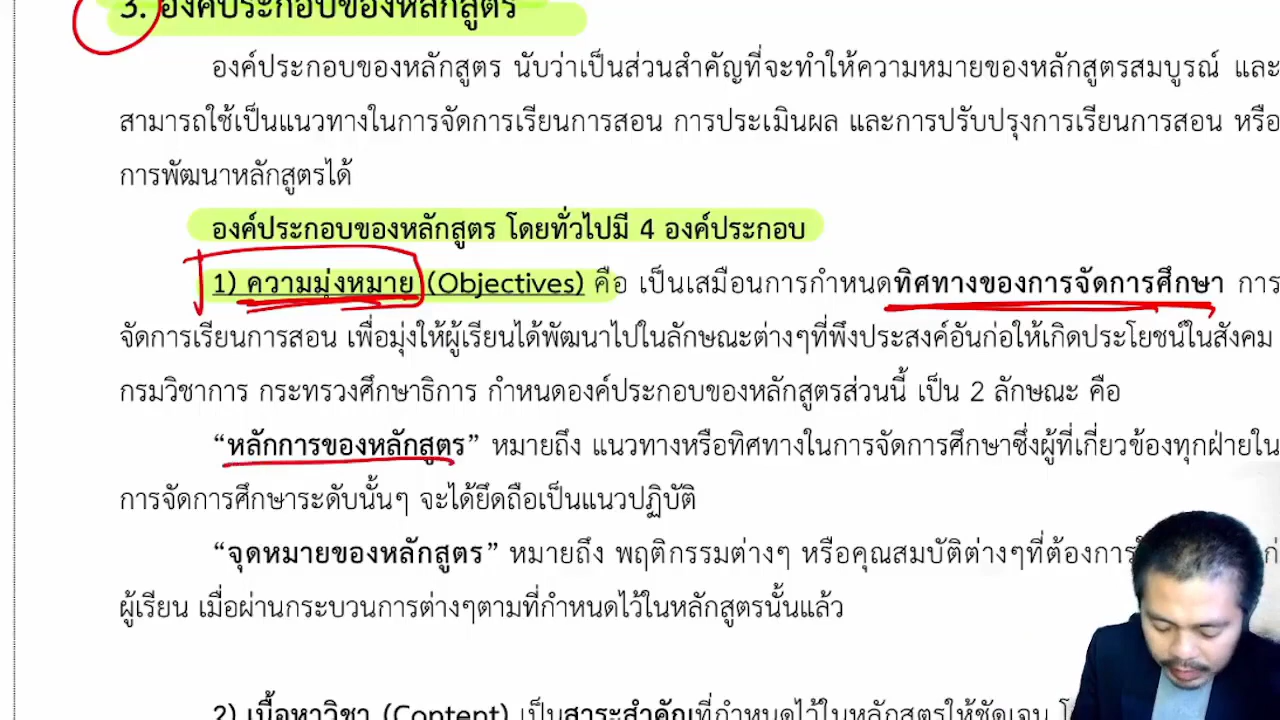 3. องค์ประกอบของหลักสูตร
องค์ประกอบของหลักสูตร นับว่าเป็นส่วนสำคัญที่จะทำให้ความหมายของหลักสูตรสมบูรณ์ และ
สามารถใช้เป็นแนวทางในการจัดการเรียนการสอน การประเมินผล และการปรับปรุงการเรียนการสอน หรือ
การพัฒนาหลักสูตรได้
องค์ประกอบของหลักสูตร โดยทั่วไปมี 4 องค์ประกอบ
1) ความมุ่งหมาย (Objectives) คือ เป็นเสมือนการกำหนดทิศทางของการจัดการศึกษา การ
จัดการเรียนการสอน เพื่อมุ่งให้ผู้เรียนได้พัฒนาไปในลักษณะต่างๆที่พึงประสงค์อันก่อให้เกิดประโยชน์ในสังคม
กรมวิชาการ กระทรวงศึกษาธิการ กำหนดองค์ประกอบของหลักสูตรส่วนนี้ เป็น 2 ลักษณะ คือ
“หลักการของหลักสูตร” หมายถึง แนวทางหรือทิศทางในการจัดการศึกษาซึ่งผู้ที่เกี่ยวข้องทุกฝ่ายใน
การจัดการศึกษาระดับนั้นๆ จะได้ยึดถือเป็นแนวปฏิบัติ
“จุดหมายของหลักสูตร” หมายถึง พฤติกรรมต่างๆ หรือคุณสมบัติต่างๆที่ต้องการ
ผู้เรียน เมื่อผ่านกระบวนการต่างๆตามที่กำหนดไว้ในหลักสูตรนั้นแล้ว
2) เนื้อหาวิชา (Content) เป็นสาระสำคัญที่กำหนดไว้ในหลักสูตรให้ชัดเจน